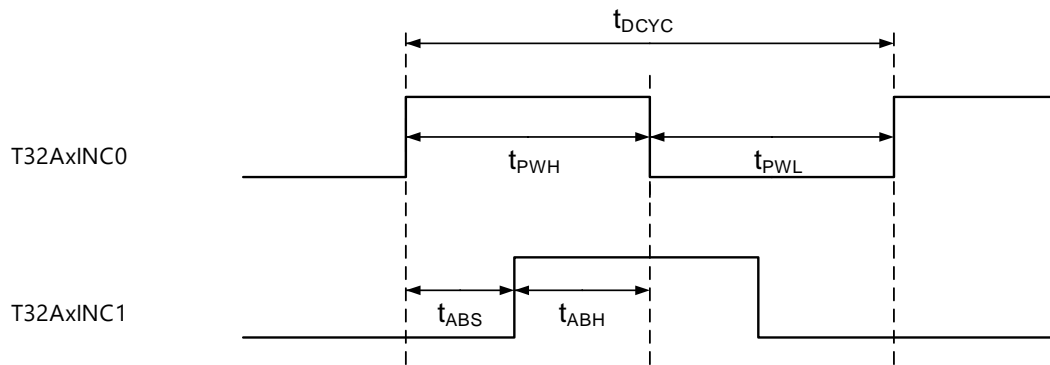 tDCYC
T32AxINC0
tPWH
tPWL
T32AxINC1
tABS
tABH